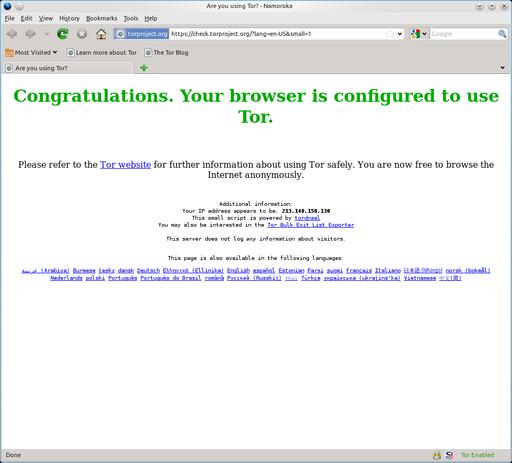 Are you using Tor? - Namoroka
File Edit View History Bookmarks Tools Help
torproject.org https://check.torproject.org/?lang=en-US&small=1 Google
Most Visited Learn more about Tor The Tor Blog
Are you using Tor?
Congratulations. Your browser is configured to use
Tor.
Please refer to the Tor website for further information about using Tor safely. You are now free to browse the
Internet anonymously.
Additional information:
Your IP address appears to be: 213.148.158.130
This small script is powered by tordnsel
You may also be interested in the Tor Bulk Exit List Exporter
This server does not log any information about visitors.
This page is also available in the following languages:
(Arabiya) Burmese česky dansk Deutsch Ελληνικά (Ellinika) English español Estonian Farsi suomi français Italiano 日本語(Nihongo) norsk (bokmål)
Nederlands polski Português Português do Brasil română Русский (Russkij) Türkçe українська (ukrajins'ka) Vietnamese 中文(简)
Done Tor Enabled